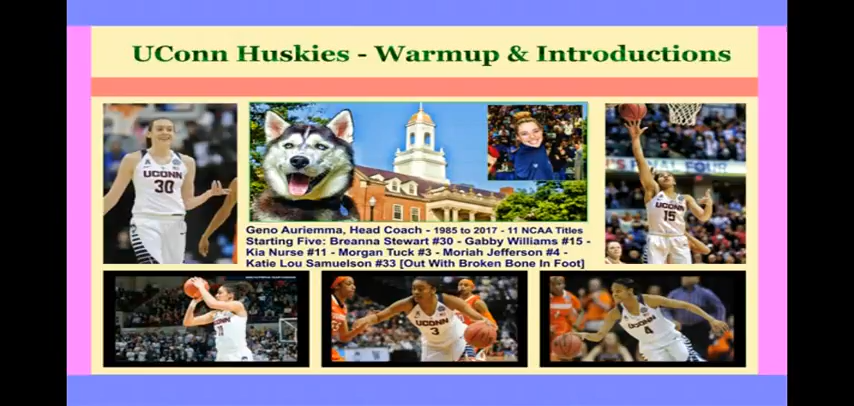 UConn Huskies - Warmup & Introductions
UCONN
30
UCONN
15
Geno Auriemma, Head Coach - 1985 to 2017 - 11 NCAA Titles
Starting Five: Breanna Stewart #30 - Gabby Williams #15 -
Kia Nurse #11 - Morgan Tuck #3 - Moriah Jefferson #4 -
Katie Lou Samuelson #33 [Out With Broken Bone In Foot]
UCONN
3
UCONN
4